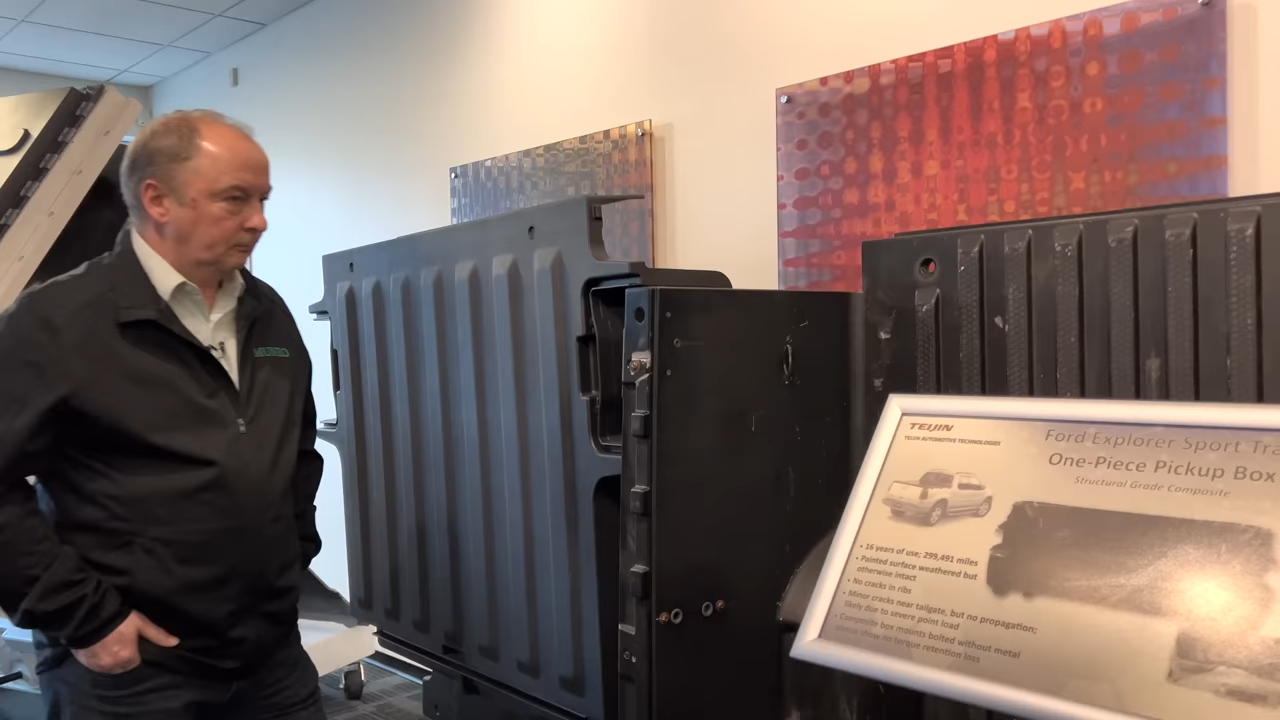 MUNRO
TEIJIN
TEIJIN AUTOMOTIVE TECHNOLOGIES
Ford Explorer Sport Tra
One-Piece Pickup Box
Structural Grade Composite
• 16 years of use; 299,491 miles
• Painted surface weathered but
otherwise intact
• No cracks in ribs
• Minor cracks near tailgate, but no propagation;
likely due to severe point load
• Composite box mounts bolted without metal
sleeve show no torque retention loss